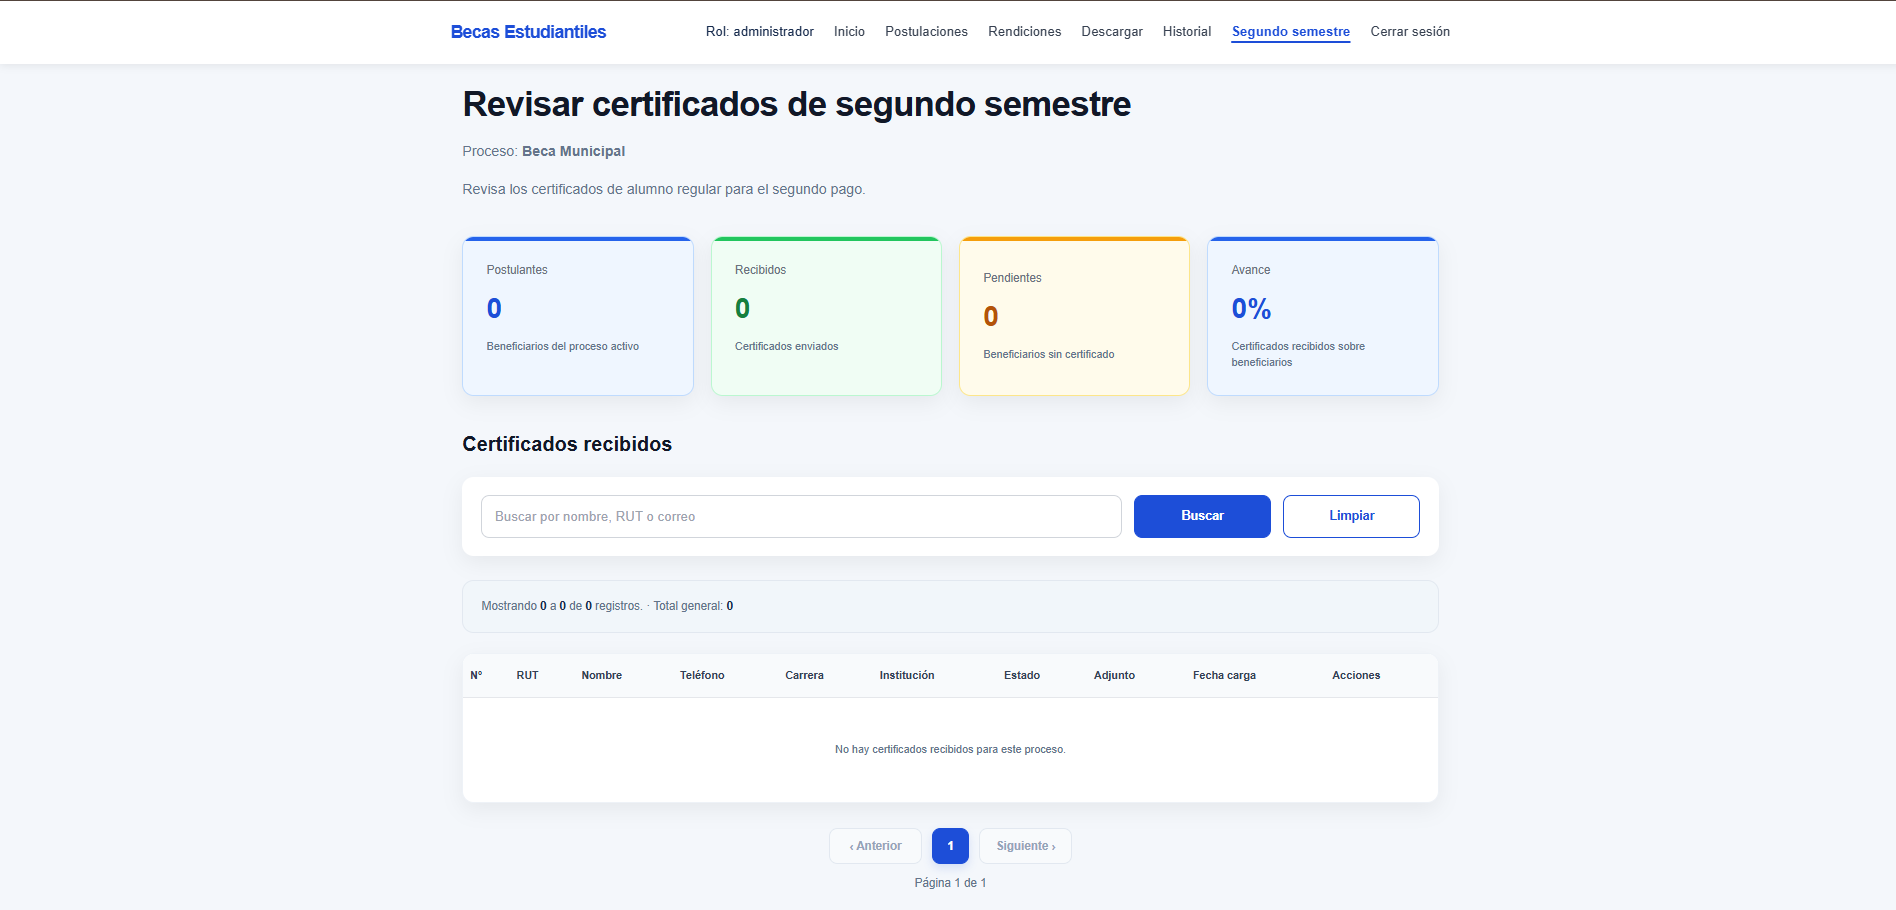 Becas Estudiantiles
Rol: administrador Inicio Postulaciones Rendiciones Descargar Historial Segundo semestre Cerrar sesión
Revisar certificados de segundo semestre
Proceso: Beca Municipal
Revisa los certificados de alumno regular para el segundo pago.
Postulantes
0
Beneficiarios del proceso activo
Recibidos
0
Certificados enviados
Pendientes
0
Beneficiarios sin certificado
Avance
0%
Certificados recibidos sobre
beneficiarios
Certificados recibidos
Buscar por nombre, RUT o correo
Buscar
Limpiar
Mostrando 0 a 0 de 0 registros. · Total general: 0
N° RUT Nombre Teléfono Carrera Institución Estado Adjunto Fecha carga Acciones
No hay certificados recibidos para este proceso.
‹ Anterior 1 Siguiente ›
Página 1 de 1